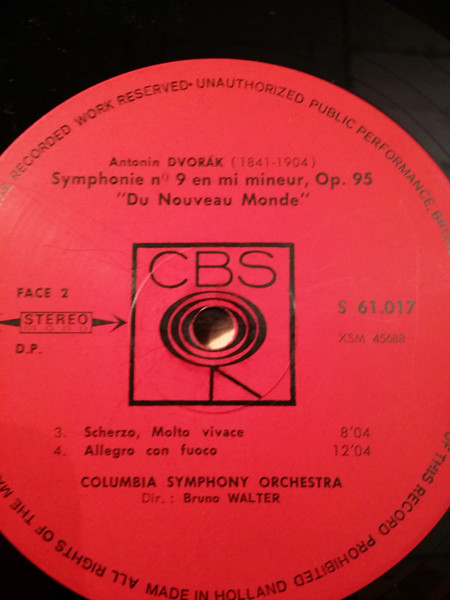 RECORDED WORK RESERVED • UNAUTHORIZED PUBLIC PERFORMANCE,
Antonin DVORÁK (1841-1904)
Symphonie nº 9 en mi mineur, Op. 95
"Du Nouveau Monde"
CBS
FACE 2
STEREO
D.P.
S 61.017
XSM 45688
3. Scherzo, Molto vivace 8'04
4. Allegro con fuoco 12'04
COLUMBIA SYMPHONY ORCHESTRA
Dir. : Bruno WALTER
OF THIS RECORD PROHIBITED
MADE IN HOLLAND
ALL RIGHTS OF THE